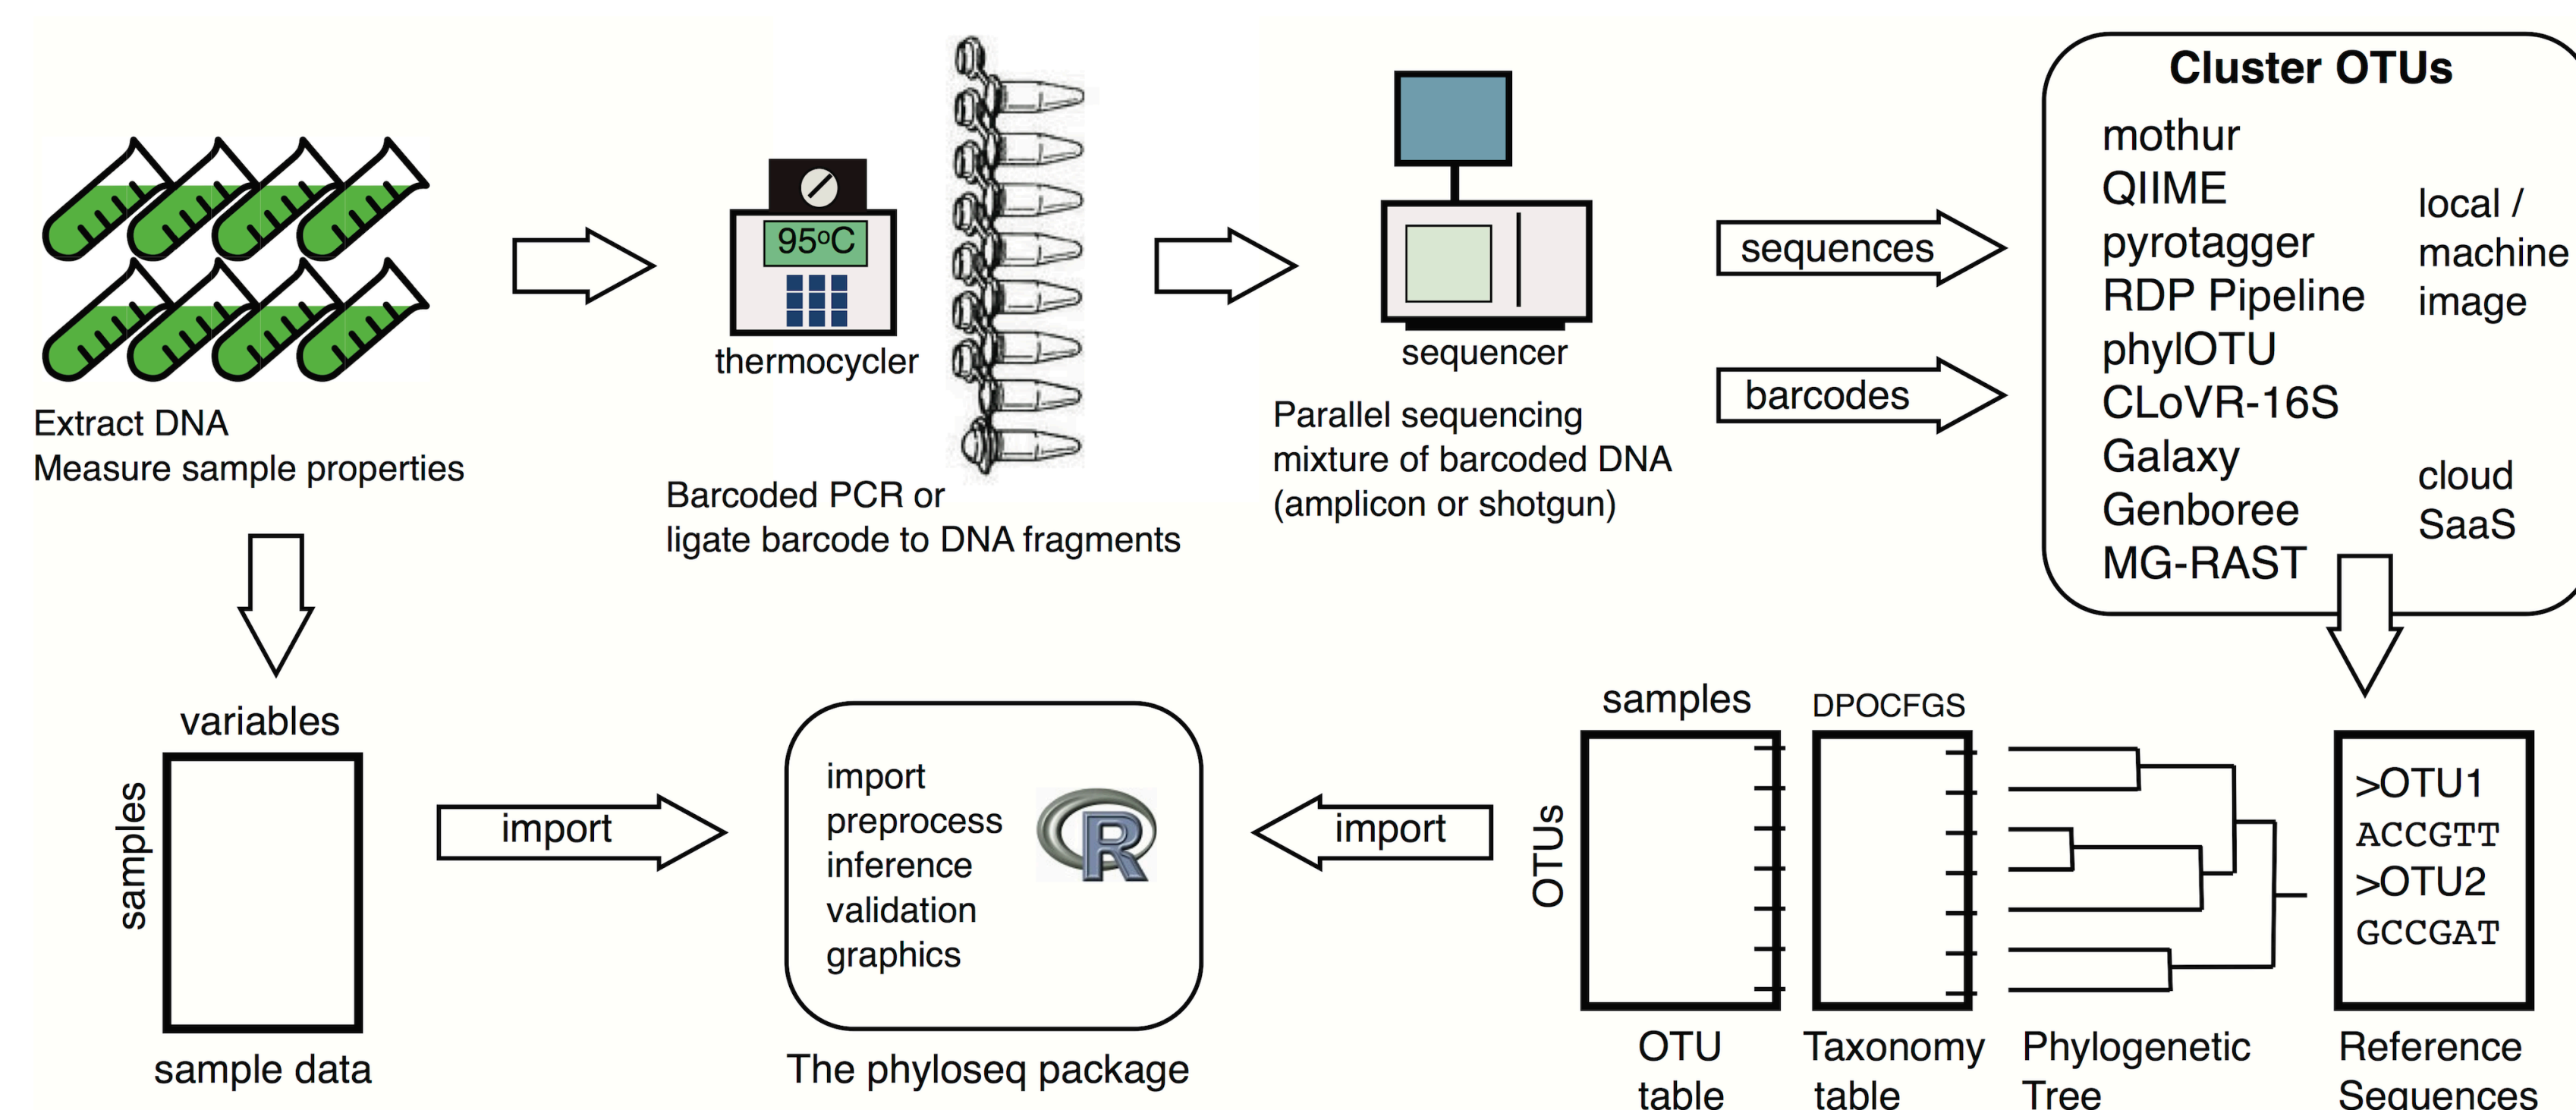 Extract DNA
Measure sample properties
95oC
thermocycler
Barcoded PCR or
ligate barcode to DNA fragments
sequencer
Parallel sequencing
mixture of barcoded DNA
(amplicon or shotgun)
sequences
barcodes
Cluster OTUs
mothur
QIIME
pyrotagger
RDP Pipeline
phylOTU
CLoVR-16S
Galaxy
Genboree
MG-RAST
local /
machine
image
cloud
SaaS
variables
samples
sample data
import
import
preprocess
inference
validation
graphics
R
The phyloseq package
import
samples
OTUs
OTU
table
DPOCFGS
Taxonomy
table
Phylogenetic
Tree
>OTU1
ACCGTT
>OTU2
GCCGAT
Reference
Sequences